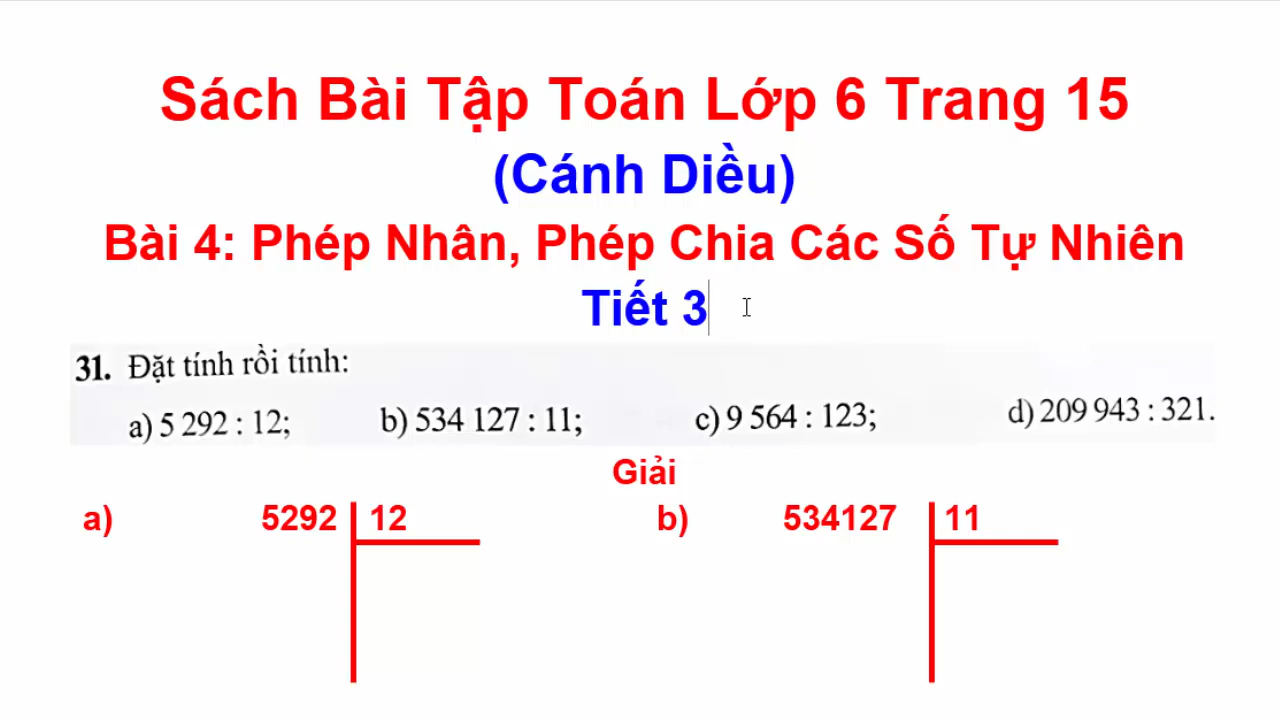 Sách Bài Tập Toán Lớp 6 Trang 15
(Cánh Diều)
Bài 4: Phép Nhân, Phép Chia Các Số Tự Nhiên
Tiết 3
31. Đặt tính rồi tính:
a) 5 292 : 12; b) 534 127 : 11; c) 9 564 : 123; d) 209 943 : 321.
Giải
a) 5292 12 b) 534127 11